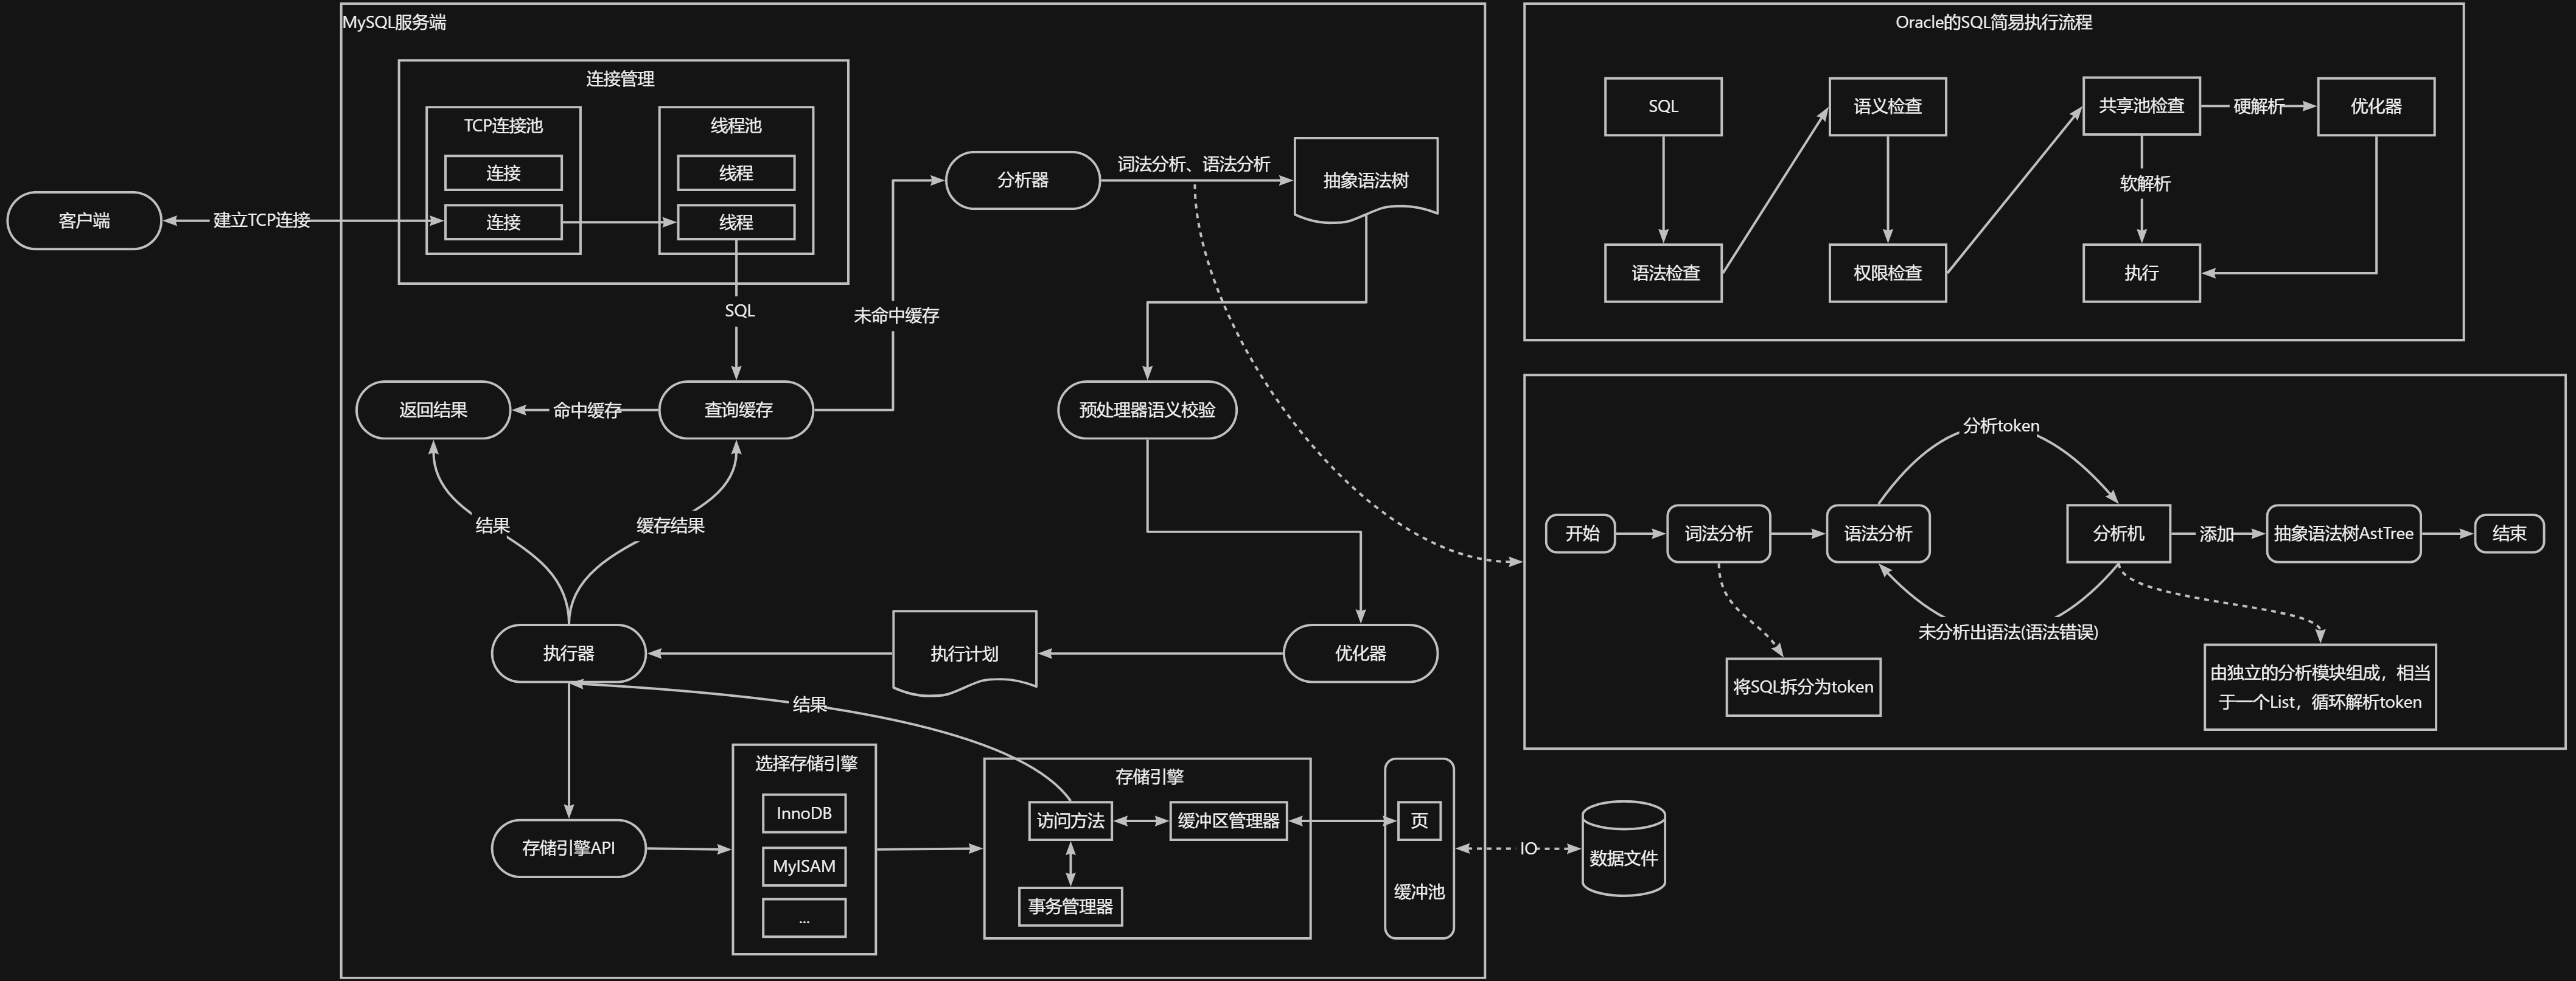 MySQL服务端
连接管理
TCP连接池
连接
连接
线程池
线程
线程
客户端
建立TCP连接
SQL
未命中缓存
分析器
词法分析、语法分析
抽象语法树
返回结果
命中缓存
查询缓存
预处理器语义校验
结果
缓存结果
执行器
执行计划
优化器
结果
存储引擎API
选择存储引擎
InnoDB
MyISAM
...
存储引擎
访问方法
缓冲区管理器
事务管理器
页
缓冲池
IO
数据文件
Oracle的SQL简易执行流程
SQL
语法检查
语义检查
权限检查
共享池检查
硬解析
优化器
软解析
执行
分析token
开始
词法分析
语法分析
分析机
添加
抽象语法树AstTree
结束
未分析出语法(语法错误)
将SQL拆分为token
由独立的分析模块组成，相当
于一个List，循环解析token